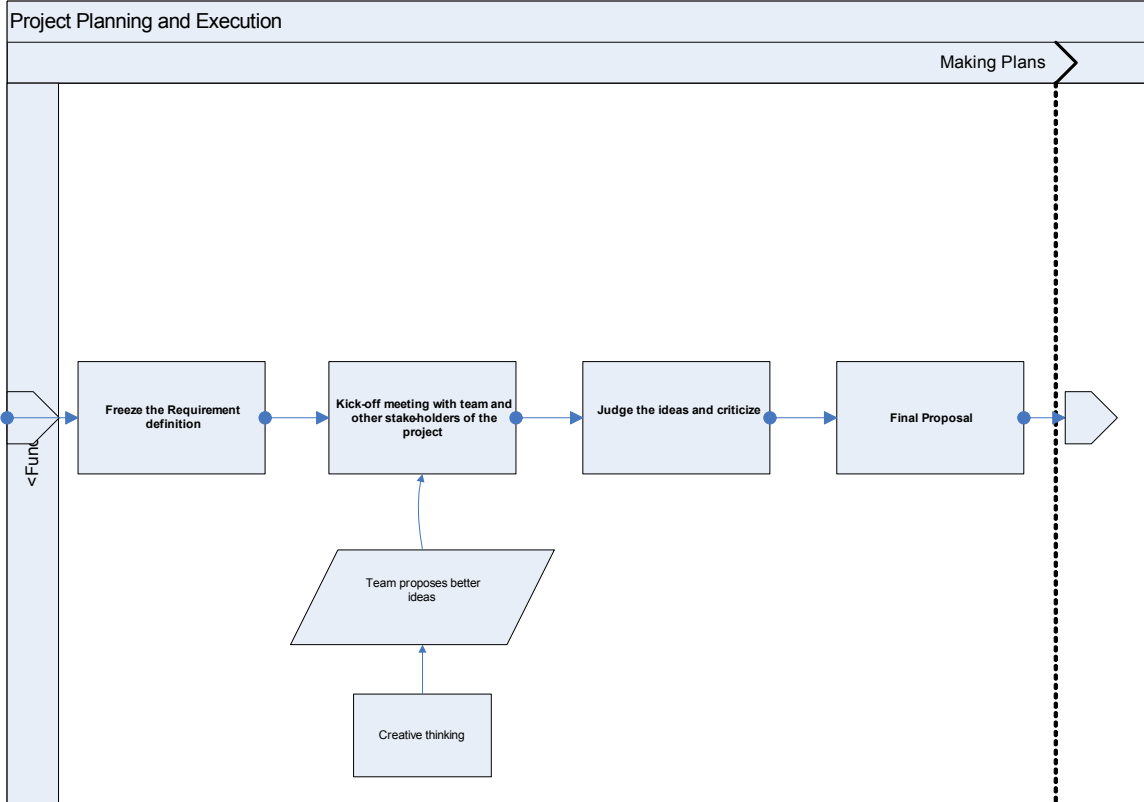 Project Planning and Execution
Making Plans
Freeze the Requirement
definition
Kick-off meeting with team and
other stake-holders of the
project
Judge the ideas and criticize
Final Proposal
<Func
Team proposes better
ideas
Creative thinking